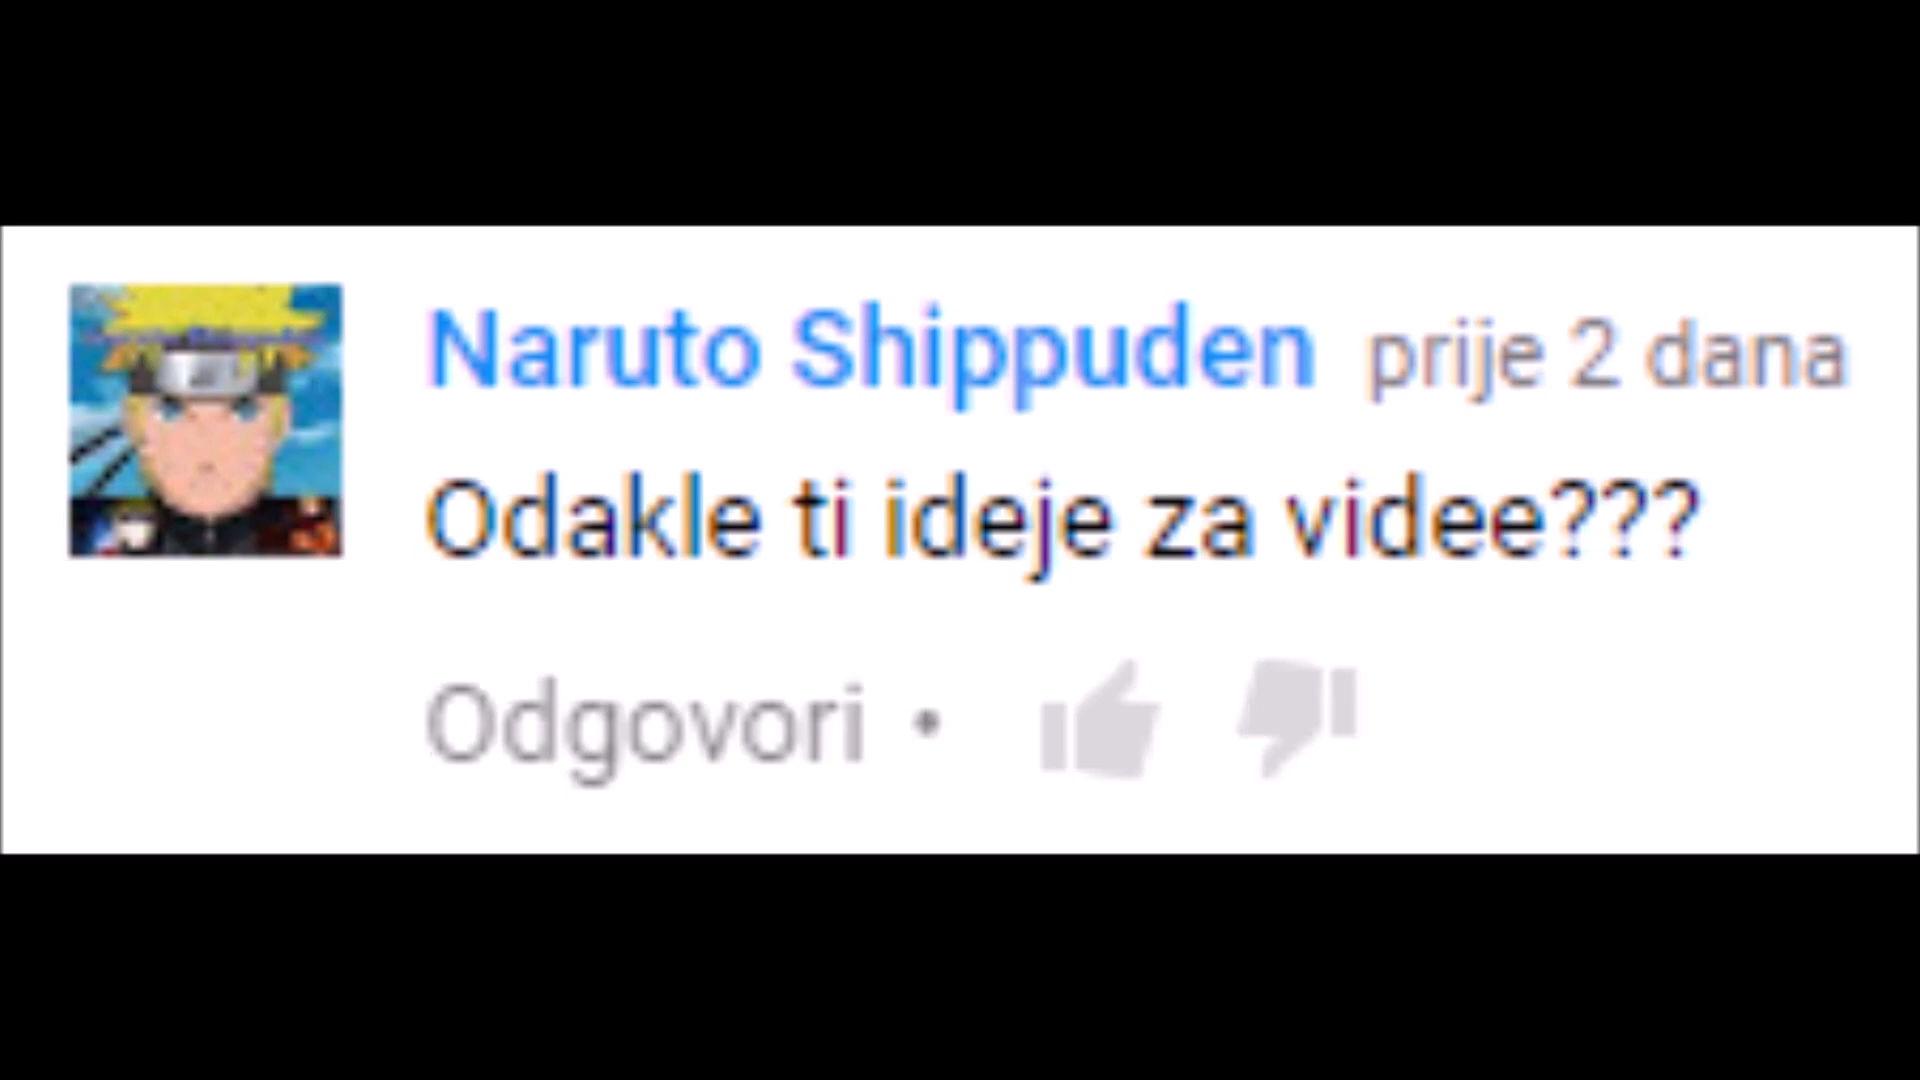 Naruto Shippuden prije 2 dana
Odakle ti ideje za videe???
Odgovori •